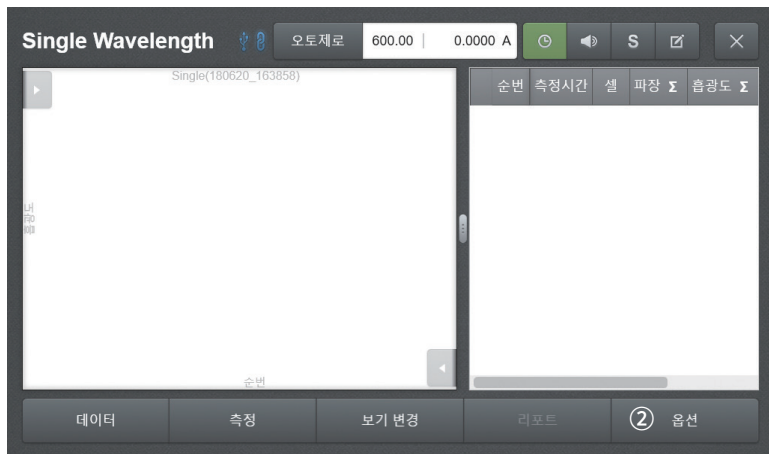 Single Wavelength 오토제로 600.00 0.0000 A S
Single(180620_163858)
순번 측정시간 셀 파장 Σ 흡광도 Σ
흡광도
순번
데이터 측정 보기 변경 리포트 ② 옵션